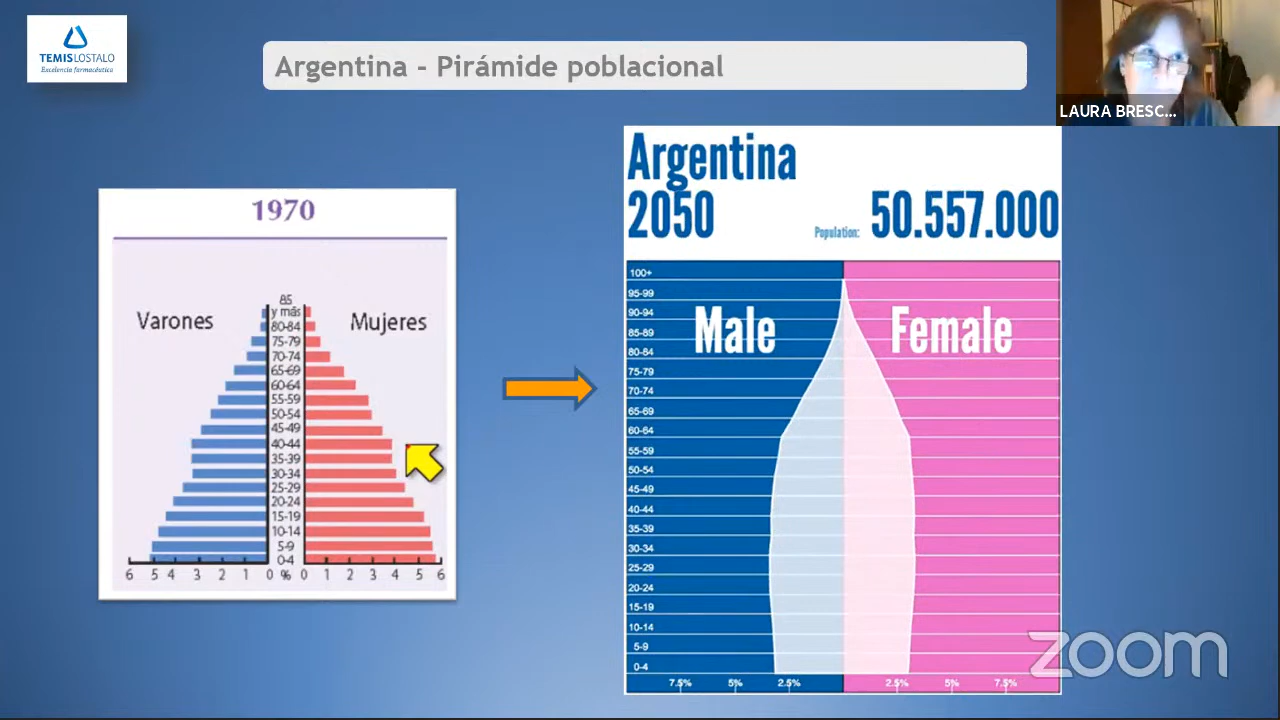 TEMISLOSTALO
Excelencia farmacéutica
Argentina - Pirámide poblacional
LAURA BRESC...
1970
Varones
Mujeres
85
y más
80-84
75-79
70-74
65-69
60-64
55-59
50-54
45-49
40-44
35-39
30-34
25-29
20-24
15-19
10-14
5-9
0-4
6 5 4 3 2 1 0 % 0 1 2 3 4 5 6
Argentina
2050
Population: 50.557.000
Male
Female
100+
95-99
90-94
85-89
80-84
75-79
70-74
65-69
60-64
55-59
50-54
45-49
40-44
35-39
30-34
25-29
20-24
15-19
10-14
5-9
0-4
7.5% 5% 2.5% 2.5% 5% 7.5%
zoom